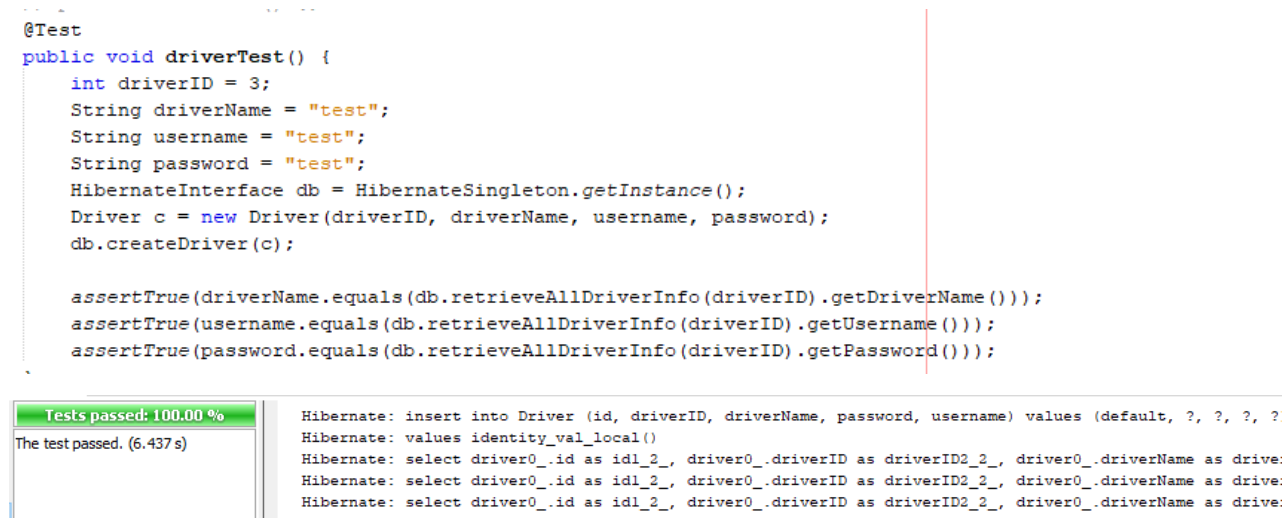 @Test
public void driverTest() {
    int driverID = 3;
    String driverName = "test";
    String username = "test";
    String password = "test";
    HibernateInterface db = HibernateSingleton.getInstance();
    Driver c = new Driver(driverID, driverName, username, password);
    db.createDriver(c);
    assertTrue(driverName.equals(db.retrieveAllDriverInfo(driverID).getDriverName()));
    assertTrue(username.equals(db.retrieveAllDriverInfo(driverID).getUsername()));
    assertTrue(password.equals(db.retrieveAllDriverInfo(driverID).getPassword()));
Tests passed: 100.00 %
The test passed. (6.437 s)
Hibernate: insert into Driver (id, driverID, driverName, password, username) values (default, ?, ?, ?, ?
Hibernate: values identity_val_local()
Hibernate: select driver0_.id as id1_2_, driver0_.driverID as driverID2_2_, driver0_.driverName as
Hibernate: select driver0_.id as id1_2_, driver0_.driverID as driverID2_2_, driver0_.driverName as
Hibernate: select driver0_.id as id1_2_, driver0_.driverID as driverID2_2_, driver0_.driverName as